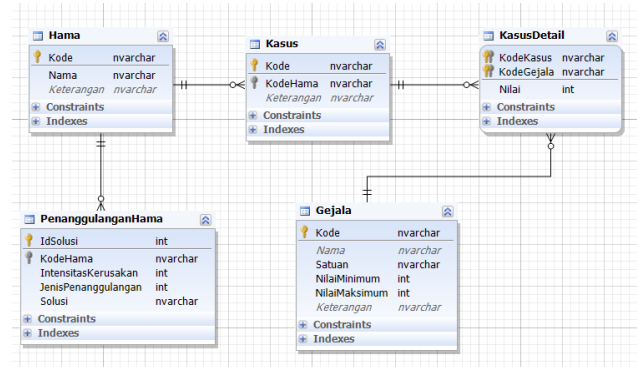 Hama
Kode nvarchar
Nama nvarchar
Keterangan nvarchar
Constraints
Indexes
Kasus
Kode nvarchar
KodeHama nvarchar
Keterangan nvarchar
Constraints
Indexes
KasusDetail
KodeKasus nvarchar
KodeGejala nvarchar
Nilai int
Constraints
Indexes
PenanggulanganHama
IdSolusi int
KodeHama nvarchar
IntensitasKerusakan int
JenisPenanggulangan int
Solusi nvarchar
Constraints
Indexes
Gejala
Kode nvarchar
Nama nvarchar
Satuan nvarchar
NilaiMinimum int
NilaiMaksimum int
Keterangan nvarchar
Constraints
Indexes